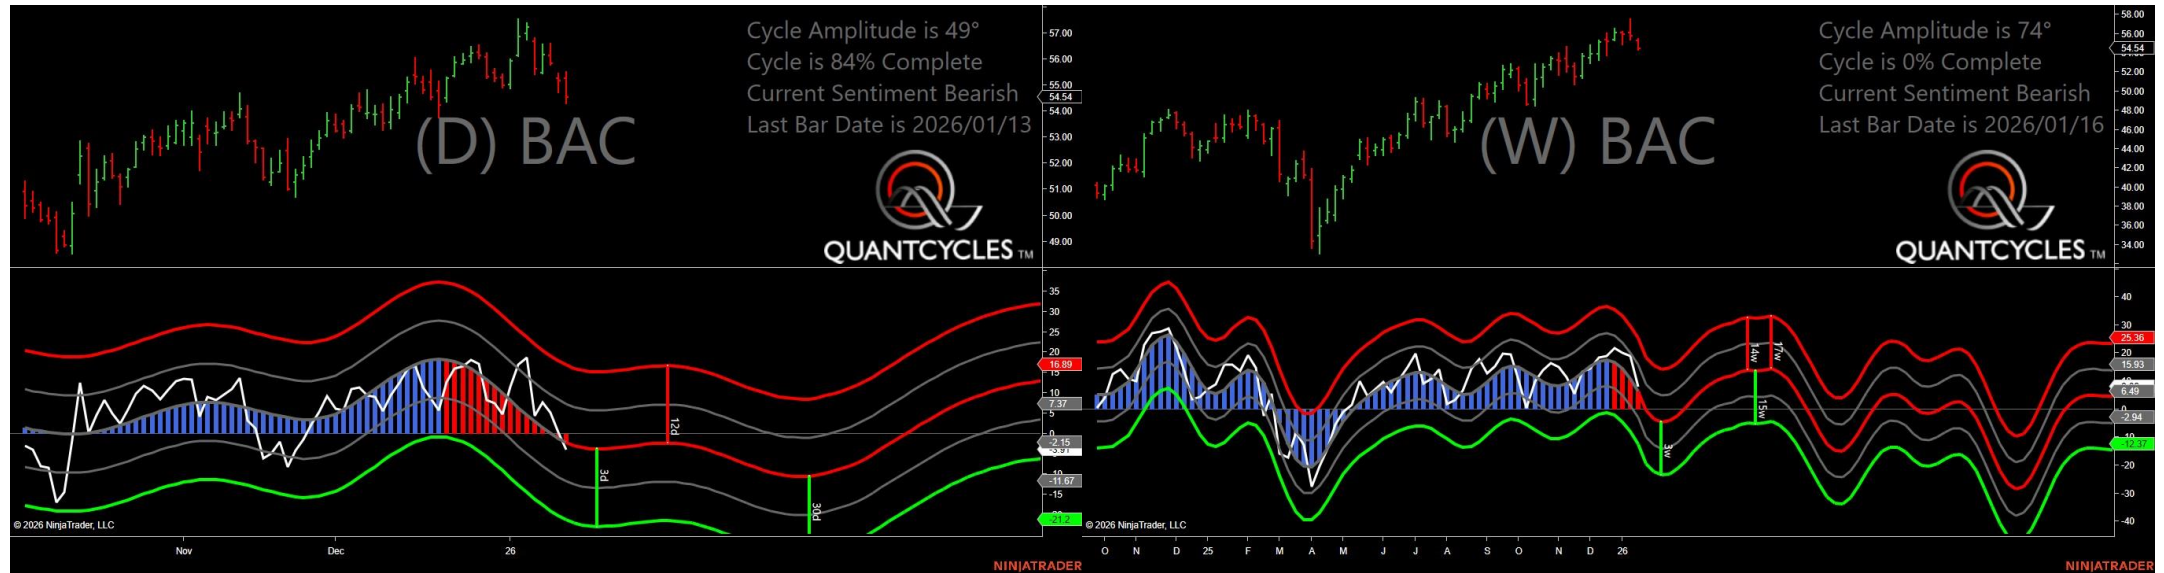 Cycle Amplitude is 49°
Cycle is 84% Complete
Current Sentiment Bearish
Last Bar Date is 2026/01/13
(D) BAC
QUANTCYCLES TM
57.00
56.00
55.00
54.54
54.00
53.00
52.00
51.00
50.00
49.00
35
30
25
20
16.89
15
10
7.37
5
0
-2.15
-11.67
-15
-21.2
3d
12d
30d
© 2026 NinjaTrader, LLC
Nov
Dec
26
NINJATRADER
Cycle Amplitude is 74°
Cycle is 0% Complete
Current Sentiment Bearish
Last Bar Date is 2026/01/16
(W) BAC
QUANTCYCLES TM
58.00
56.00
54.54
52.00
50.00
48.00
46.00
44.00
42.00
40.00
38.00
36.00
34.00
40
30
25.36
20
15.93
6.49
0
-2.94
-10
-12.37
-20
-30
-40
3w
14w
15w
17w
© 2026 NinjaTrader, LLC
O N D 25 F M A M J J A S O N D 26
NINJATRADER